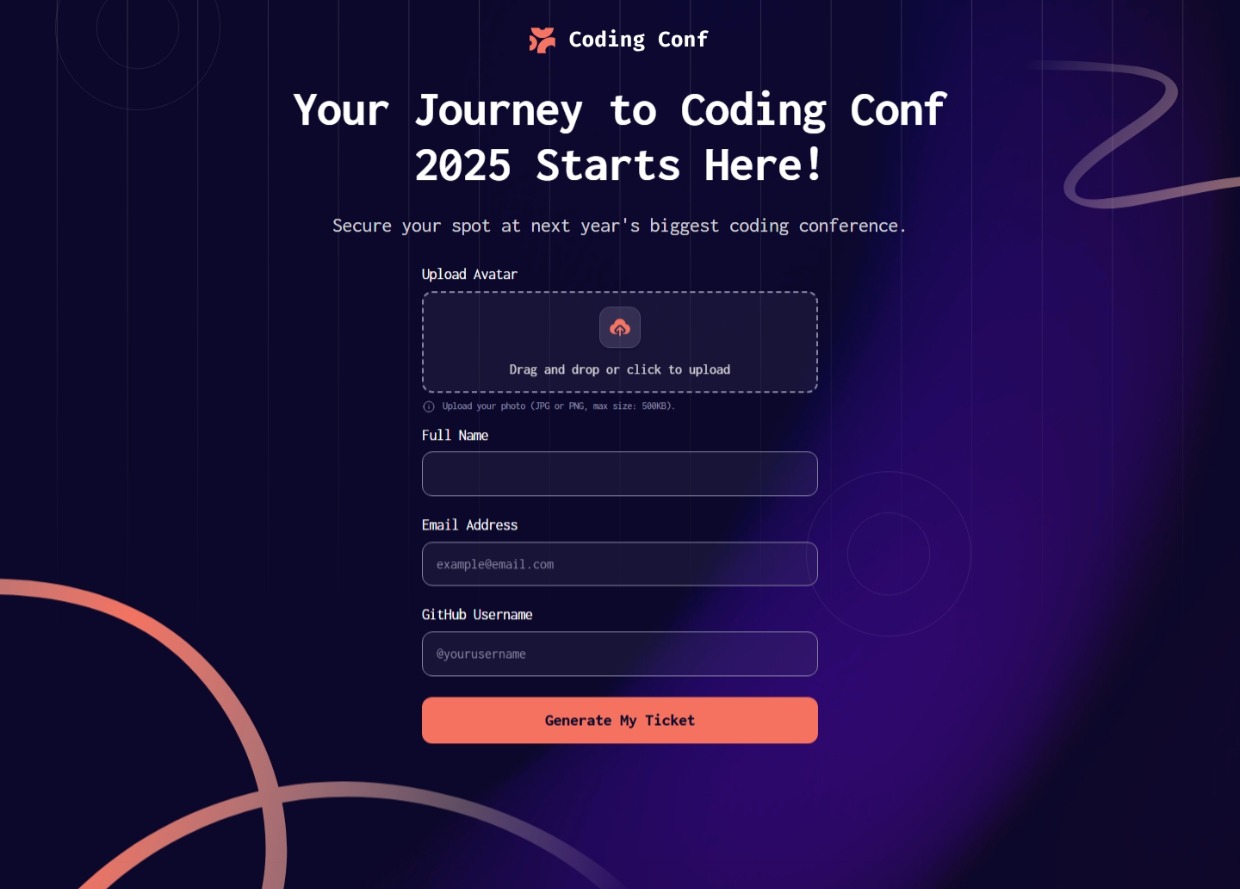 Coding Conf
Your Journey to Coding Conf
2025 Starts Here!
Secure your spot at next year's biggest coding conference.
Upload Avatar
Drag and drop or click to upload
Upload your photo (JPG or PNG, max size: 500KB).
Full Name
Email Address
example@email.com
GitHub Username
@yourusername
Generate My Ticket